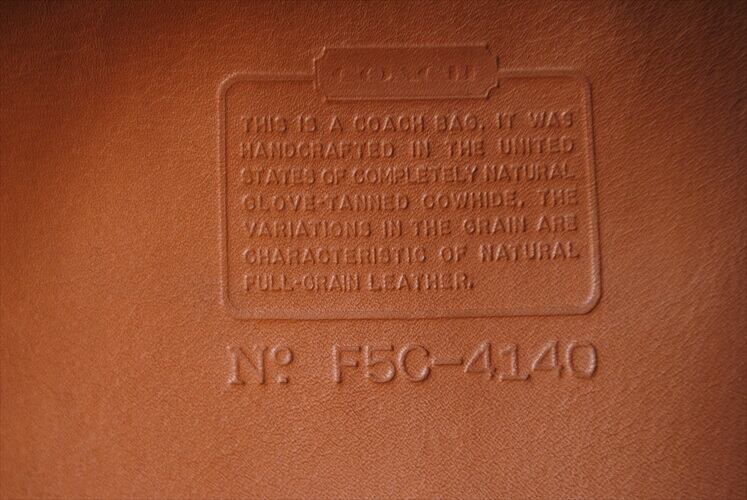 COACH
THIS IS A COACH BAG. IT WAS
HANDCRAFTED IN THE UNITED
STATES OF COMPLETELY NATURAL
GLOVE-TANNED COWHIDE. THE
VARIATIONS IN THE GRAIN ARE
CHARACTERISTIC OF NATURAL
FULL-GRAIN LEATHER.
Nº F5C-4140